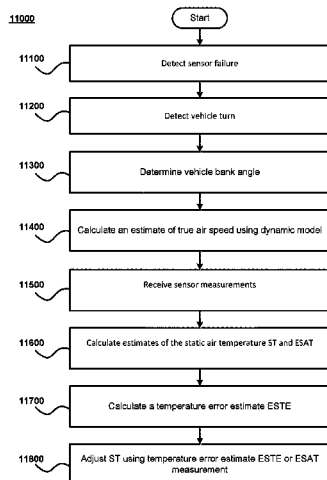 11000
Start
11100
Detect sensor failure
11200
Detect vehicle turn
11300
Determine vehicle bank angle
11400
Calculate an estimate of true air speed using dynamic model
11500
Receive sensor measurements
11600
Calculate estimates of the static air temperature ST and ESAT
11700
Calculate a temperature error estimate ESTE
11800
Adjust ST using temperature error estimate ESTE or ESAT
measurement